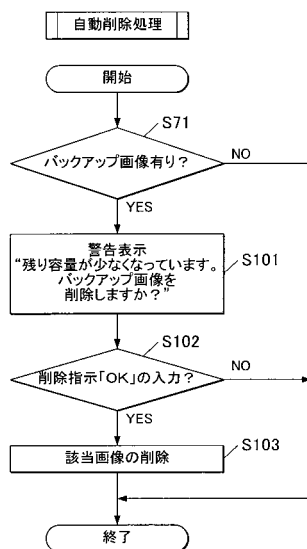 自動削除処理
開始
S71
バックアップ画像有り？
NO
YES
警告表示
“残り容量が少なくなっています。
バックアップ画像を
削除しますか？”
S101
S102
削除指示「OK」の入力？
NO
YES
S103
該当画像の削除
終了